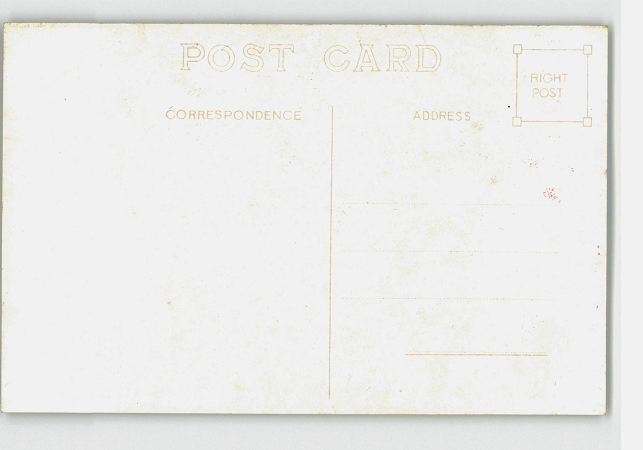 POST CARD
RIGHT
POST
CORRESPONDENCE
ADDRESS